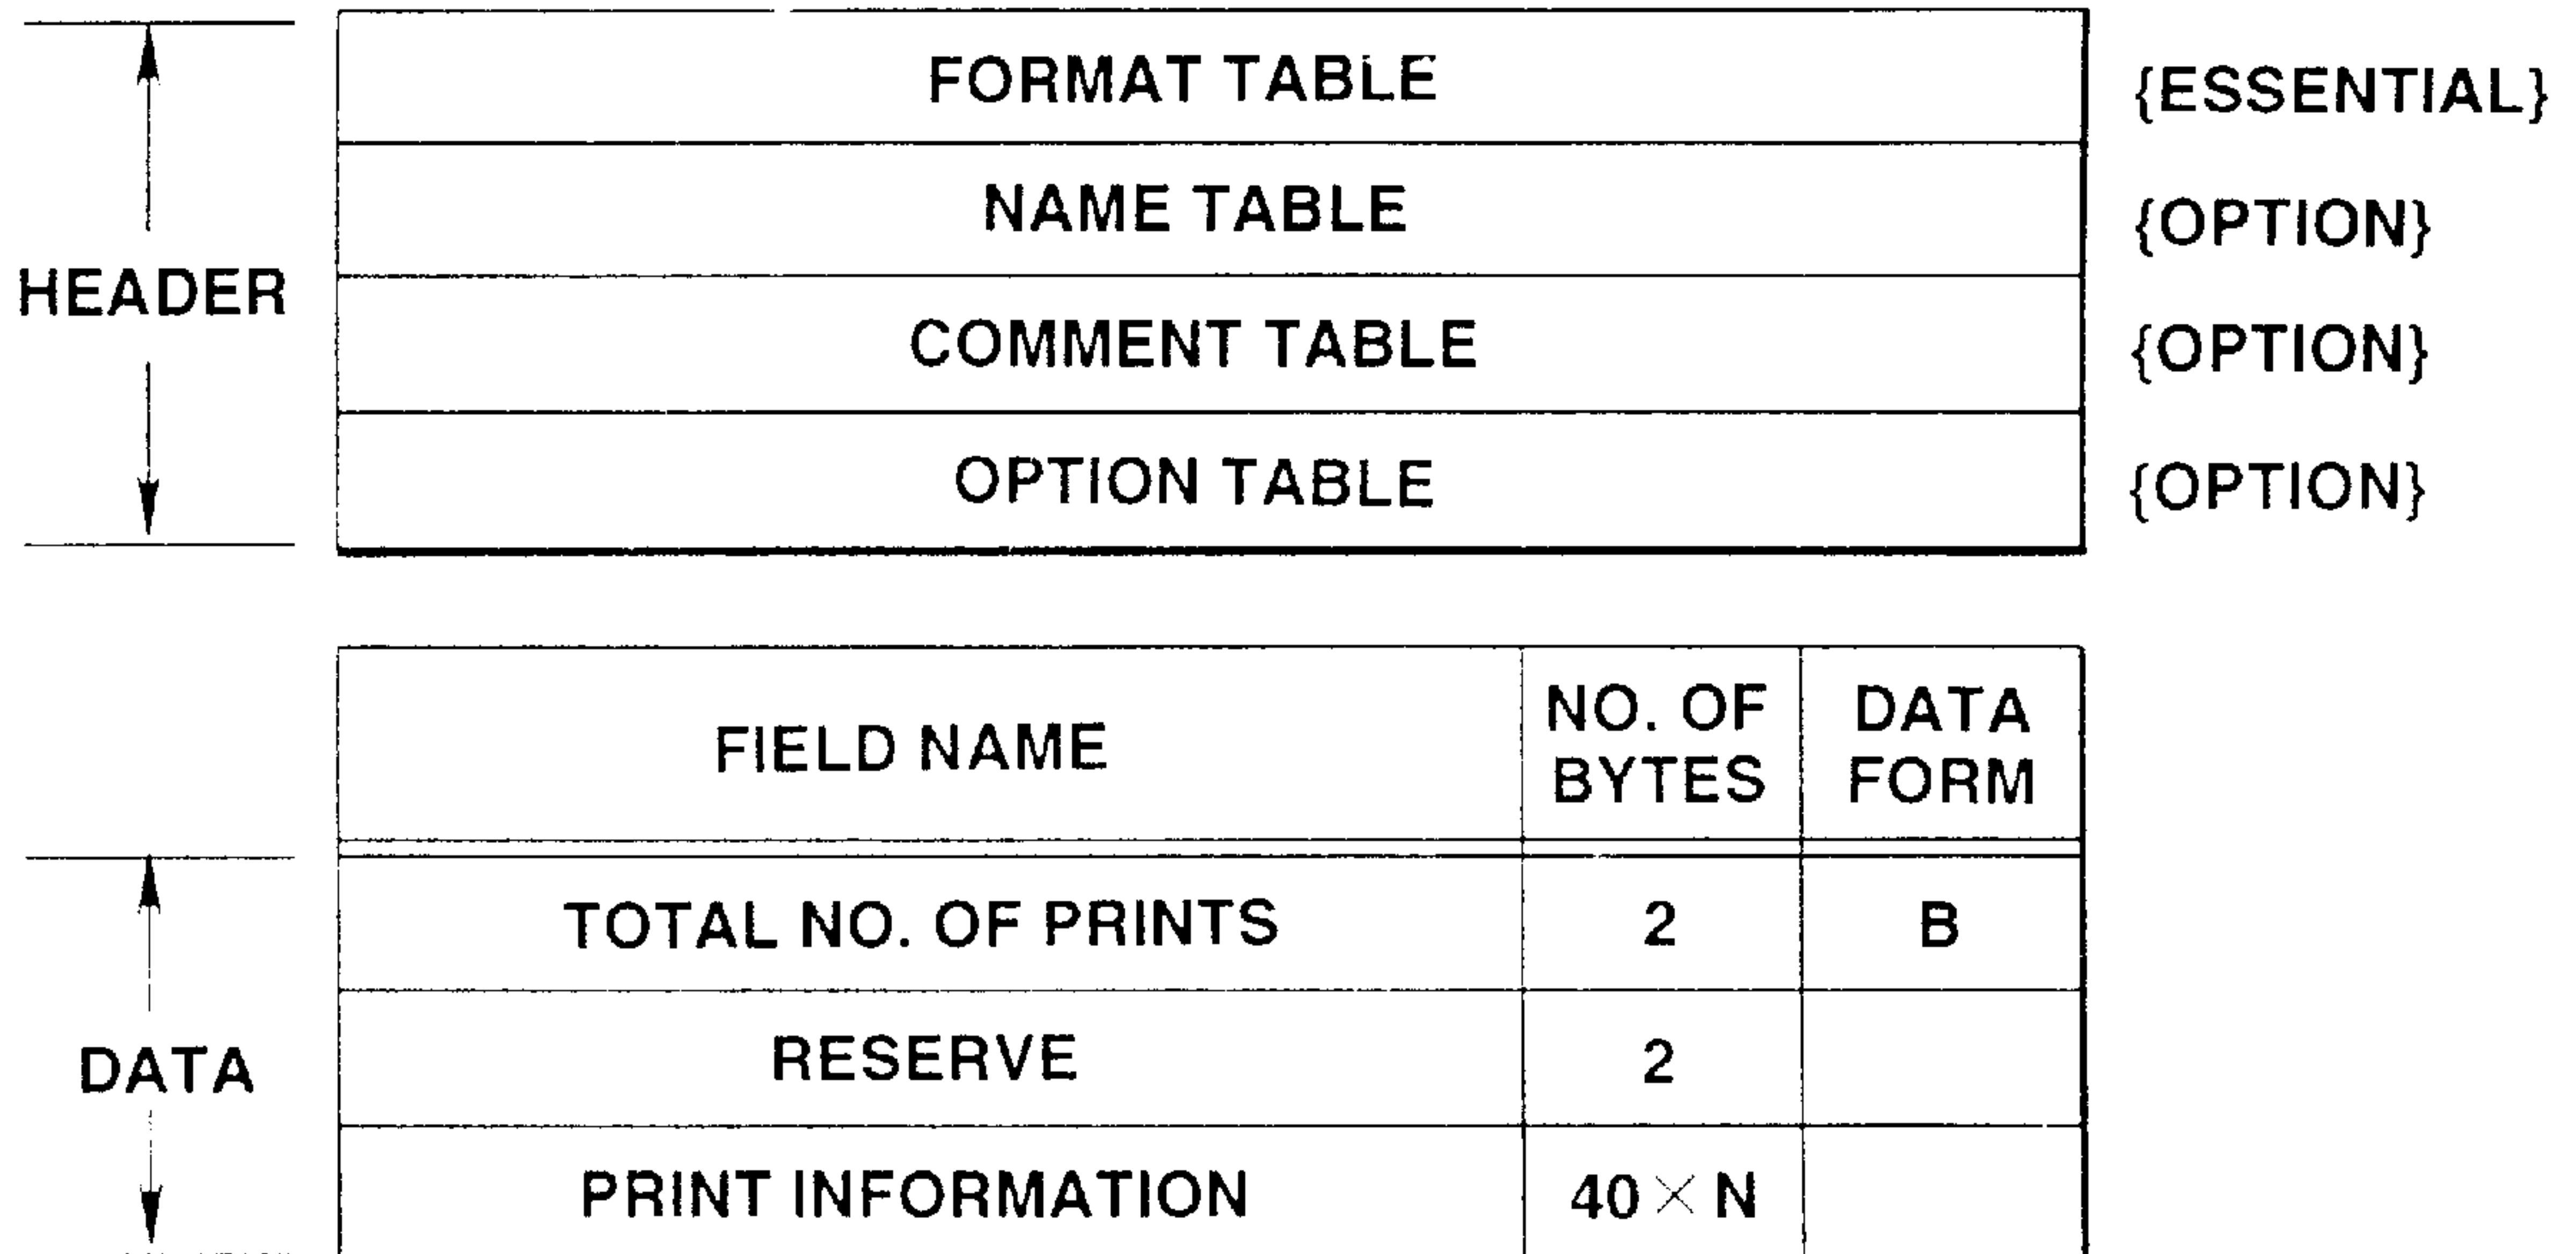 FORMAT TABLE {ESSENTIAL}
NAME TABLE {OPTION}
HEADER
COMMENT TABLE {OPTION}
OPTION TABLE {OPTION}
FIELD NAME NO. OF BYTES DATA FORM
TOTAL NO. OF PRINTS 2 B
RESERVE 2
DATA
PRINT INFORMATION 40 × N